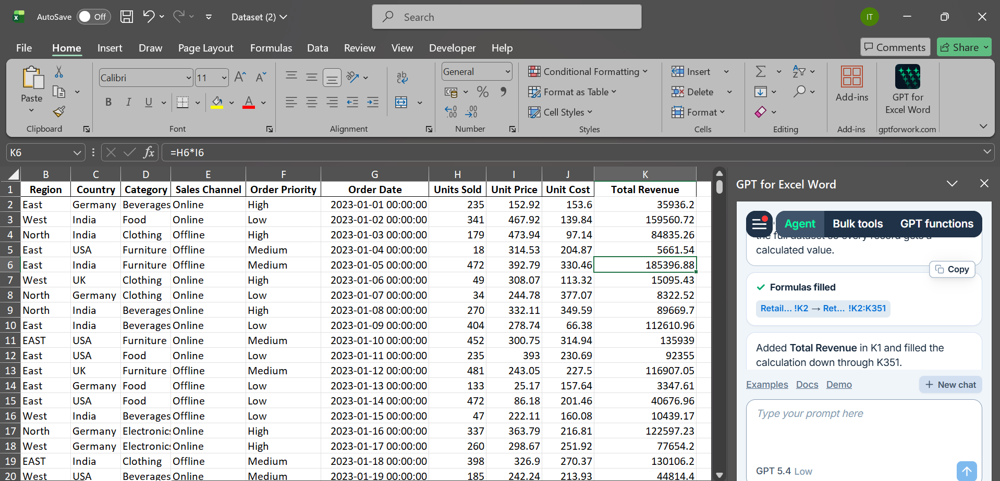 AutoSave Off Dataset (2) Search IT
File Home Insert Draw Page Layout Formulas Data Review View Developer Help Comments Share
Paste
Clipboard
Calibri 11
B I U A
Font
ab
Alignment
General
%
Number
Conditional Formatting
Format as Table
Cell Styles
Styles
Insert
Delete
Format
Cells
Editing
Add-ins
Add-ins
GPT for
Excel Word
gptforwork.com
K6 fx =H6*I6
B C D E F G H I J K
1 Region Country Category Sales Channel Order Priority Order Date Units Sold Unit Price Unit Cost Total Revenue
2 East Germany Beverages Online High 2023-01-01 00:00:00 235 152.92 153.6 35936.2
3 West India Food Online Low 2023-01-02 00:00:00 341 467.92 139.84 159560.72
4 North India Clothing Offline High 2023-01-03 00:00:00 179 473.94 97.14 84835.26
5 East USA Furniture Offline Medium 2023-01-04 00:00:00 18 314.53 204.87 5661.54
6 East India Furniture Offline Medium 2023-01-05 00:00:00 472 392.79 330.46 185396.88
7 West UK Clothing Online High 2023-01-06 00:00:00 49 308.07 113.32 15095.43
8 North Germany Clothing Online Low 2023-01-07 00:00:00 34 244.78 377.07 8322.52
9 North India Beverages Online High 2023-01-08 00:00:00 270 332.11 349.59 89669.7
10 East India Beverages Online Low 2023-01-09 00:00:00 404 278.74 66.38 112610.96
11 EAST USA Furniture Online Medium 2023-01-10 00:00:00 452 300.75 314.94 135939
12 East USA Food Online Low 2023-01-11 00:00:00 235 393 230.69 92355
13 East UK Furniture Offline Medium 2023-01-12 00:00:00 481 243.05 227.5 116907.05
14 East Germany Food Offline Low 2023-01-13 00:00:00 133 25.17 157.64 3347.61
15 East USA Food Offline Low 2023-01-14 00:00:00 472 86.18 201.46 40676.96
16 West India Beverages Offline Low 2023-01-15 00:00:00 47 222.11 160.08 10439.17
17 North Germany Electronic Online High 2023-01-16 00:00:00 337 363.79 216.81 122597.23
18 West Germany Electronic Online High 2023-01-17 00:00:00 260 298.67 251.92 77654.2
19 EAST India Clothing Offline Medium 2023-01-18 00:00:00 398 326.9 270.37 130106.2
20 West USA Beverages Online Medium 2023-01-19 00:00:00 185 242.24 213.93 44814.4
GPT for Excel Word
Agent Bulk tools GPT functions
calculated value.
Copy
Formulas filled
Retail... !K2 → Ret... !K2:K351
Added Total Revenue in K1 and filled the
calculation down through K351.
Examples Docs Demo + New chat
Type your prompt here
GPT 5.4 Low